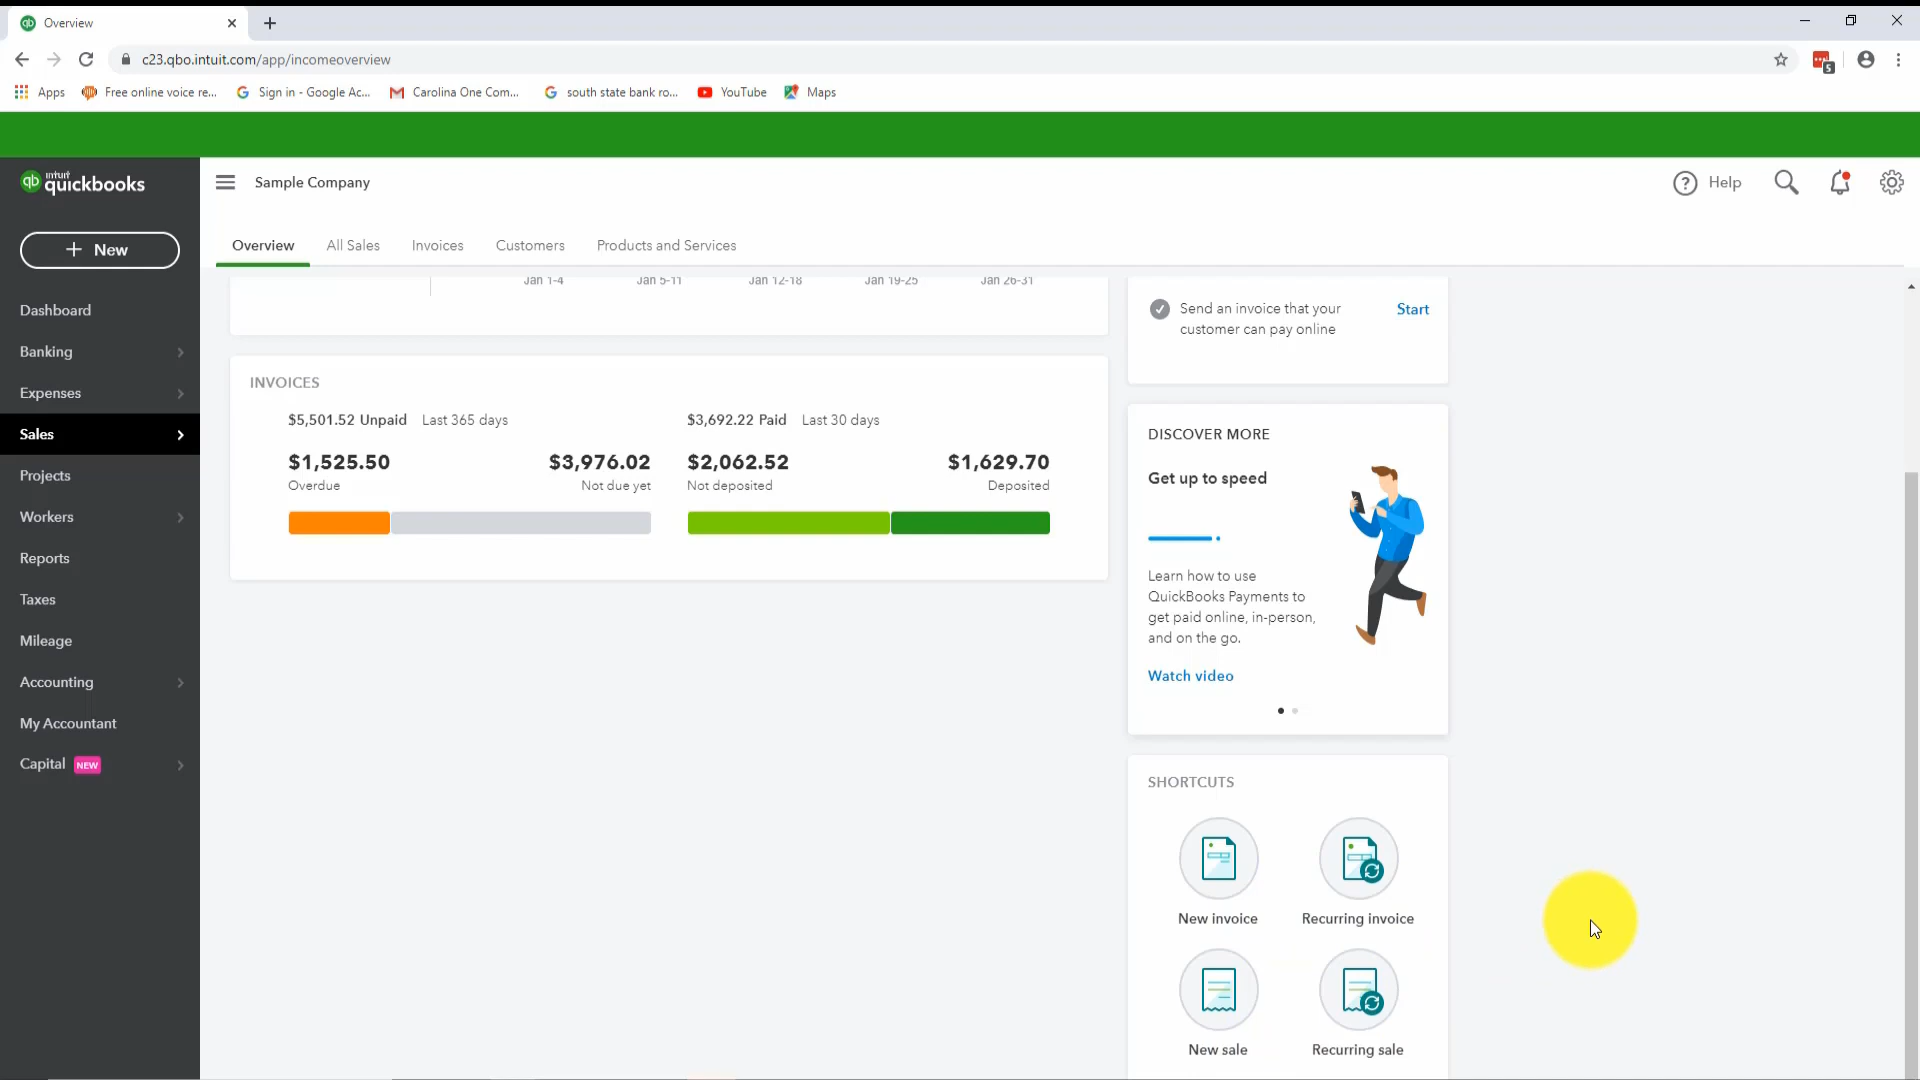 Overview
c23.qbo.intuit.com/app/incomeoverview
5
Apps
Free online voice re...
Sign in - Google Ac...
Carolina One Com...
south state bank ro...
YouTube
Maps
qb intuit quickbooks
Sample Company
? Help
+ New
Overview
All Sales
Invoices
Customers
Products and Services
Dashboard
Banking
Expenses
Sales
Projects
Workers
Reports
Taxes
Mileage
Accounting
My Accountant
Capital NEW
Jan 1-4
Jan 5-11
Jan 12-18
Jan 19-25
Jan 26-31
INVOICES
$5,501.52 Unpaid Last 365 days
$1,525.50
Overdue
$3,976.02
Not due yet
$3,692.22 Paid Last 30 days
$2,062.52
Not deposited
$1,629.70
Deposited
Send an invoice that your
customer can pay online
Start
DISCOVER MORE
Get up to speed
Learn how to use
QuickBooks Payments to
get paid online, in-person,
and on the go.
Watch video
SHORTCUTS
New invoice
Recurring invoice
New sale
Recurring sale